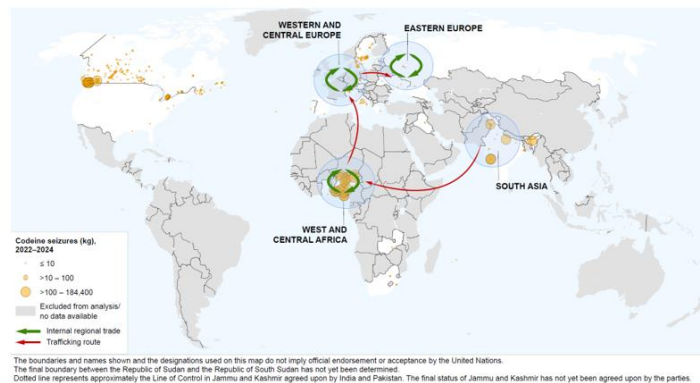 WESTERN AND
CENTRAL EUROPE
EASTERN EUROPE
SOUTH ASIA
WEST AND
CENTRAL AFRICA
Codeine seizures (kg),
2022–2024
≤ 10
>10 – 100
>100 – 184,400
Excluded from analysis/
no data available
Internal regional trade
Trafficking route
The boundaries and names shown and the designations used on this map do not imply official endorsement or acceptance by the United Nations.
The final boundary between the Republic of Sudan and the Republic of South Sudan has not yet been determined.
Dotted line represents approximately the Line of Control in Jammu and Kashmir agreed upon by India and Pakistan. The final status of Jammu and Kashmir has not yet been agreed upon by the parties.